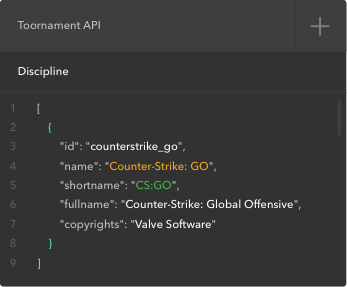 Toornament API
Discipline
1 [
2 {
3 "id": "counterstrike_go",
4 "name": "Counter-Strike: GO",
5 "shortname": "CS:GO",
6 "fullname": "Counter-Strike: Global Offensive",
7 "copyrights": "Valve Software"
8 }
9 ]